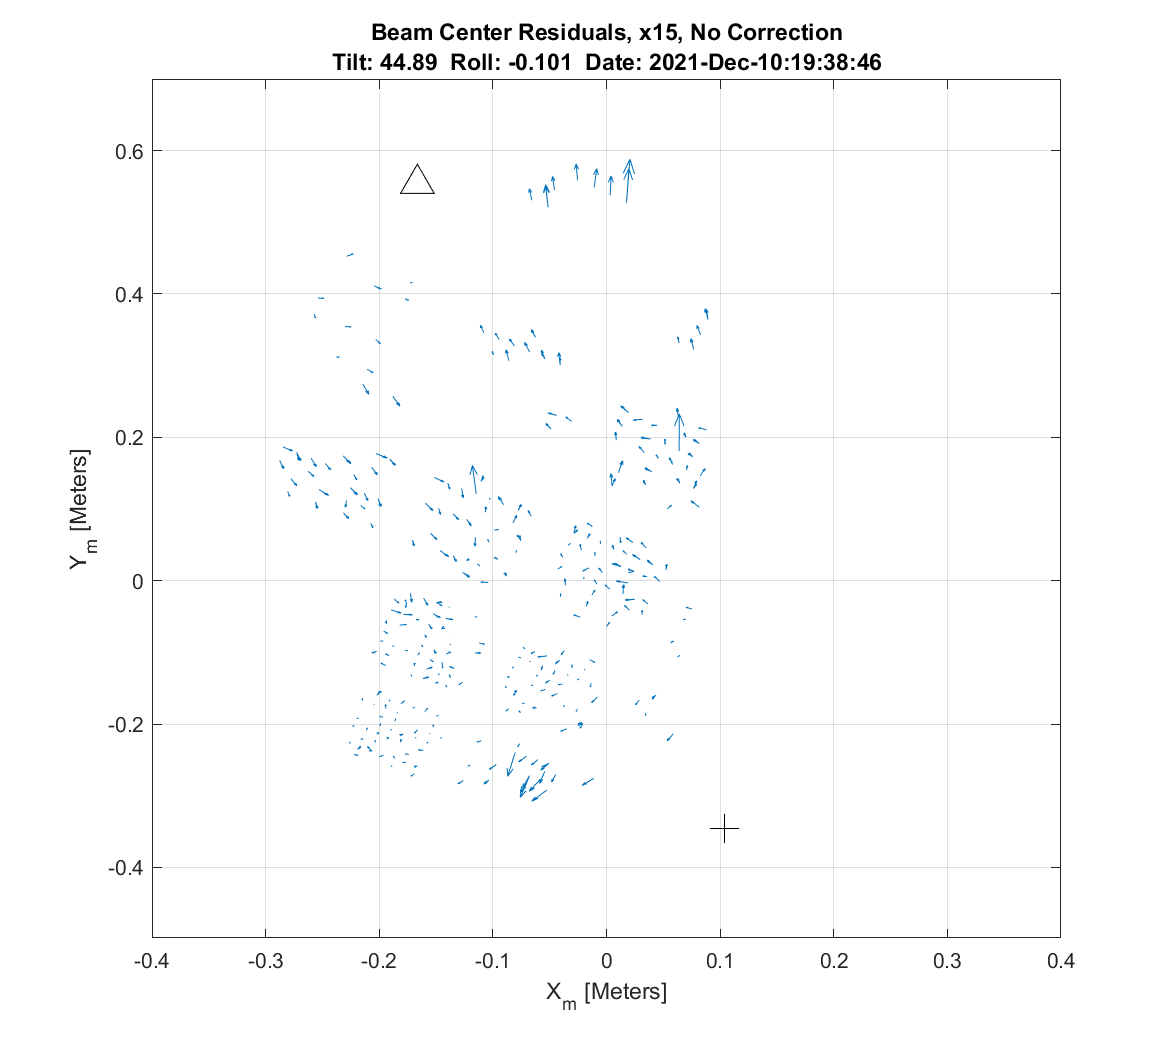 Beam Center Residuals, x15, No Correction
Tilt: 44.89 Roll: -0.101 Date: 2021-Dec-10:19:38:46
0.6
0.4
0.2
0
-0.2
-0.4
Y_m [Meters]
-0.4 -0.3 -0.2 -0.1 0 0.1 0.2 0.3 0.4
X_m [Meters]